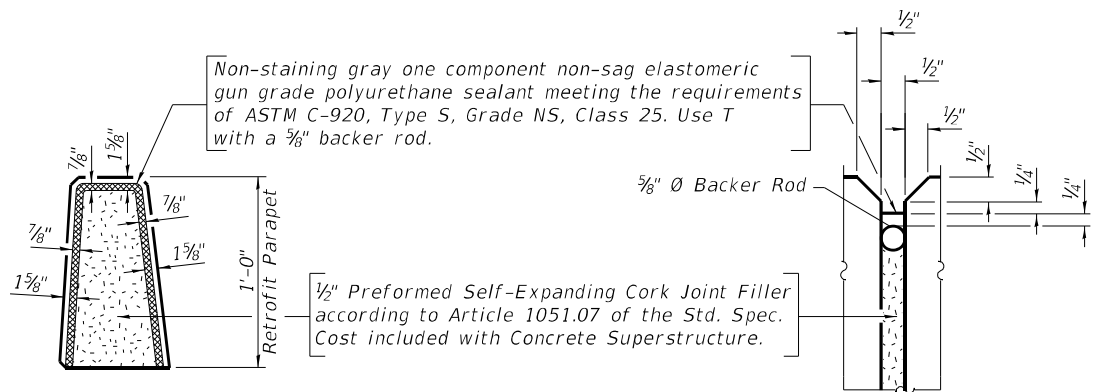 ½"
½"
½"
½"
¼"
¼"
Non-staining gray one component non-sag elastomeric
gun grade polyurethane sealant meeting the requirements
of ASTM C-920, Type S, Grade NS, Class 25. Use T
with a ⅝" backer rod.
⅞"
1⅝"
⅝" Ø Backer Rod
⅞"
⅞"
1⅝"
1⅝"
1'-0"
Retrofit Parapet
½" Preformed Self-Expanding Cork Joint Filler
according to Article 1051.07 of the Std. Spec.
Cost included with Concrete Superstructure.